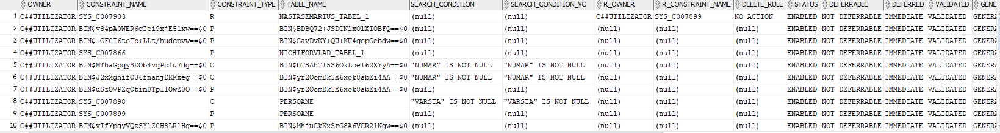 OWNER CONSTRAINT_NAME CONSTRAINT_TYPE TABLE_NAME SEARCH_CONDITION SEARCH_CONDITION_VC R_OWNER R_CONSTRAINT_NAME DELETE_RULE STATUS DEFERRABLE DEFERRED VALIDATED GENE
1 C##UTILIZATOR SYS_C007903 R NASTASEMARIUS_TABEL_1 (null) (null) C##UTILIZATOR SYS_C007899 NO ACTION ENABLED NOT DEFERRABLE IMMEDIATE VALIDATED GENERA
2 C##UTILIZATOR BIN$v84pA0WER6qIei9xjE5lxw==$0 P BIN$BDBQ72+JSDCNlxOlXIOBFQ==$0 (null) (null) (null) (null) (null) ENABLED NOT DEFERRABLE IMMEDIATE VALIDATED GENERA
3 C##UTILIZATOR BIN$+GF0I6toTb+LLt/hudcpvw==$0 P BIN$GavDvKY+QU+KU4qopGebdw==$0 (null) (null) (null) (null) (null) ENABLED NOT DEFERRABLE IMMEDIATE VALIDATED GENERA
4 C##UTILIZATOR SYS_C007866 P NICHIFORVLAD_TABEL_1 (null) (null) (null) (null) (null) ENABLED NOT DEFERRABLE IMMEDIATE VALIDATED GENERA
5 C##UTILIZATOR BIN$MThaGpqySDOb4vqPcfu7dg==$0 C BIN$bTSAhTl5S6OkLoeI62XYyA==$0 "NUMAR" IS NOT NULL "NUMAR" IS NOT NULL (null) (null) (null) ENABLED NOT DEFERRABLE IMMEDIATE VALIDATED GENERA
6 C##UTILIZATOR BIN$J2xXghifQU6fnanjDKKxeg==$0 C BIN$yr2QomDkTX6xok8sbEi4AA==$0 "NUMAR" IS NOT NULL "NUMAR" IS NOT NULL (null) (null) (null) ENABLED NOT DEFERRABLE IMMEDIATE VALIDATED GENERA
7 C##UTILIZATOR BIN$uSzOVPZqQtim0Tpl1OwZ0Q==$0 P BIN$yr2QomDkTX6xok8sbEi4AA==$0 (null) (null) (null) (null) (null) ENABLED NOT DEFERRABLE IMMEDIATE VALIDATED GENERA
8 C##UTILIZATOR SYS_C007898 C PERSOANE "VARSTA" IS NOT NULL "VARSTA" IS NOT NULL (null) (null) (null) ENABLED NOT DEFERRABLE IMMEDIATE VALIDATED GENERA
9 C##UTILIZATOR SYS_C007899 P PERSOANE (null) (null) (null) (null) (null) ENABLED NOT DEFERRABLE IMMEDIATE VALIDATED GENERA
10 C##UTILIZATOR BIN$vIfYpqyVQzSYlZ0H8LRlHg==$0 P BIN$MhjuCkKxSrG8A6VCR21Nqw==$0 (null) (null) (null) (null) (null) ENABLED NOT DEFERRABLE IMMEDIATE VALIDATED GENERA